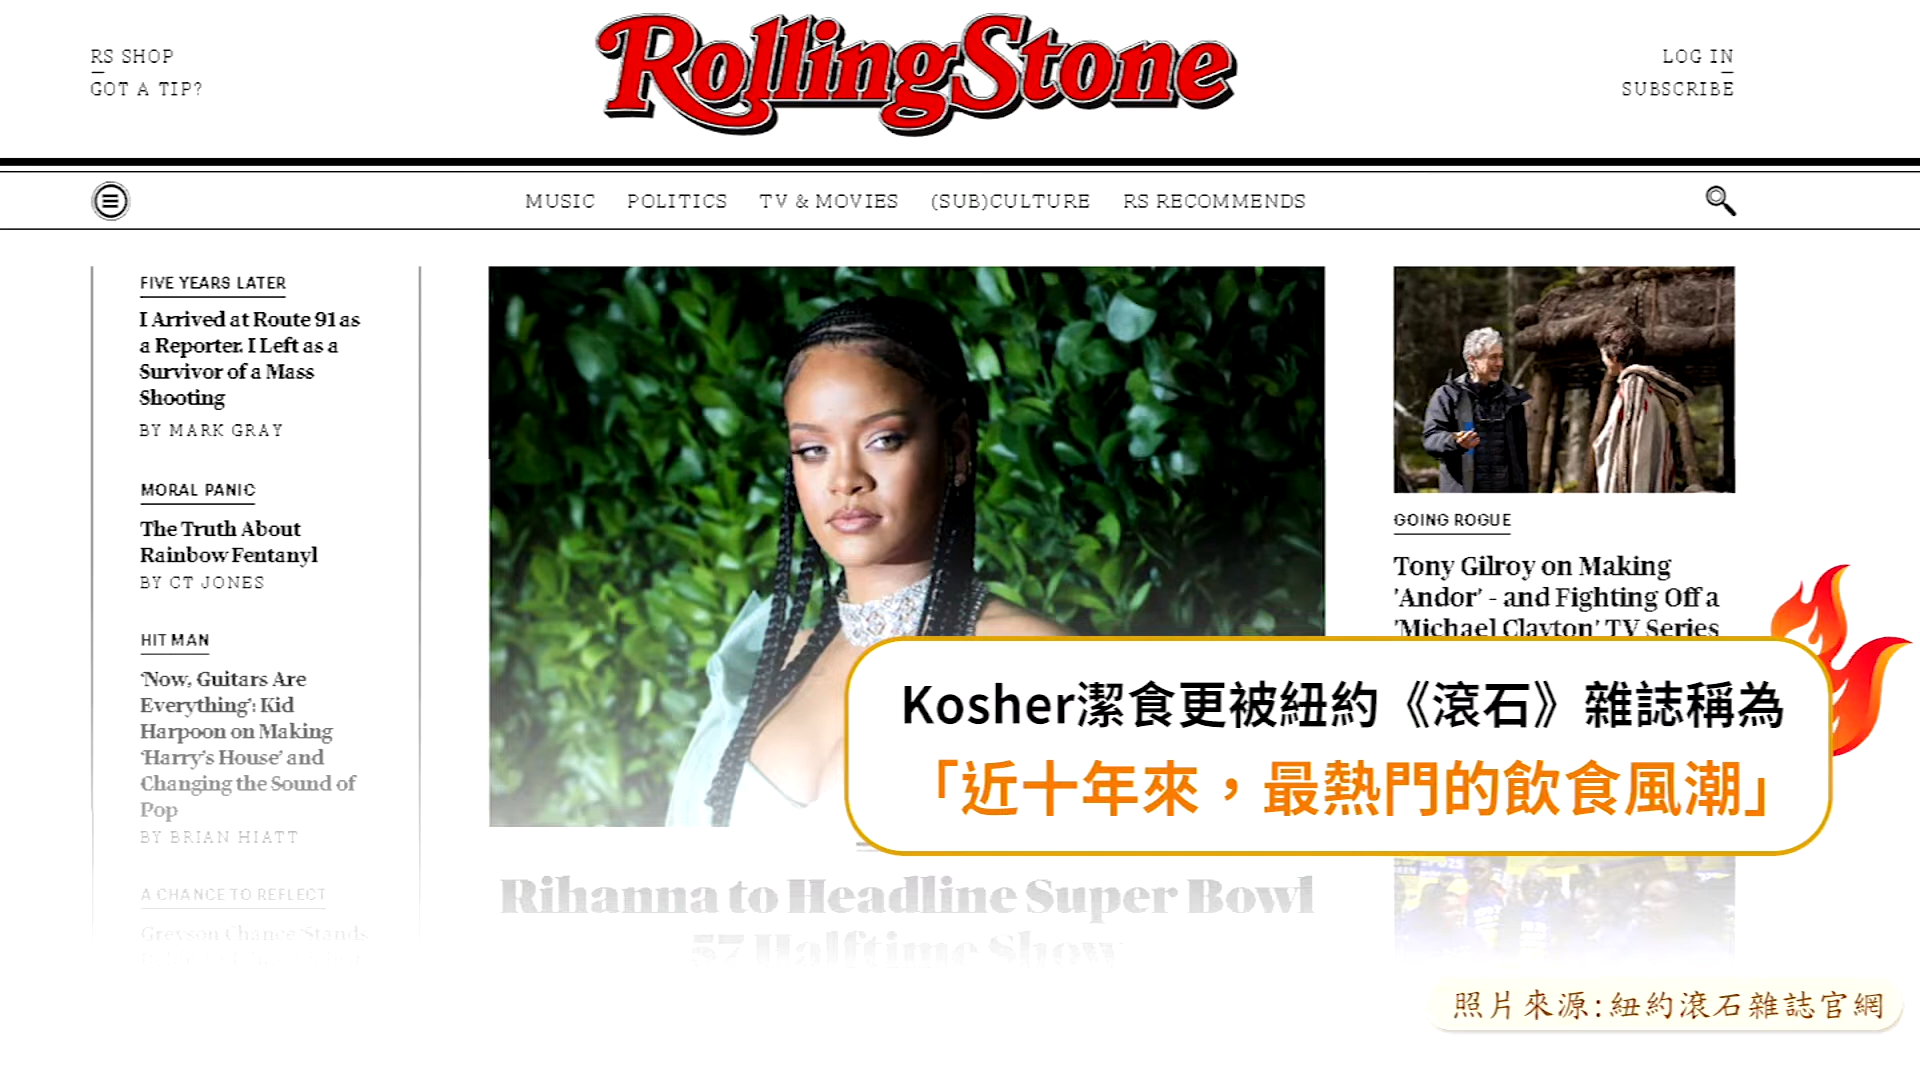 RollingStone
RS SHOP
GOT A TIP?
LOG IN
SUBSCRIBE
MUSIC POLITICS TV & MOVIES (SUB)CULTURE RS RECOMMENDS
FIVE YEARS LATER
I Arrived at Route 91 as
a Reporter. I Left as a
Survivor of a Mass
Shooting
BY MARK GRAY
MORAL PANIC
The Truth About
Rainbow Fentanyl
BY CT JONES
HIT MAN
'Now, Guitars Are
Everything': Kid
Harpoon on Making
'Harry's House' and
Changing the Sound of
Pop
BY BRIAN HIATT
A CHANCE TO REFLECT
Greyson Chance Stands
Rihanna to Headline Super Bowl
57 Halftime Show
GOING ROGUE
Tony Gilroy on Making
'Andor' - and Fighting Off a
'Michael Clayton' TV Series
Kosher潔食更被紐約《滾石》雜誌稱為
「近十年來，最熱門的飲食風潮」
照片來源:紐約滾石雜誌官網